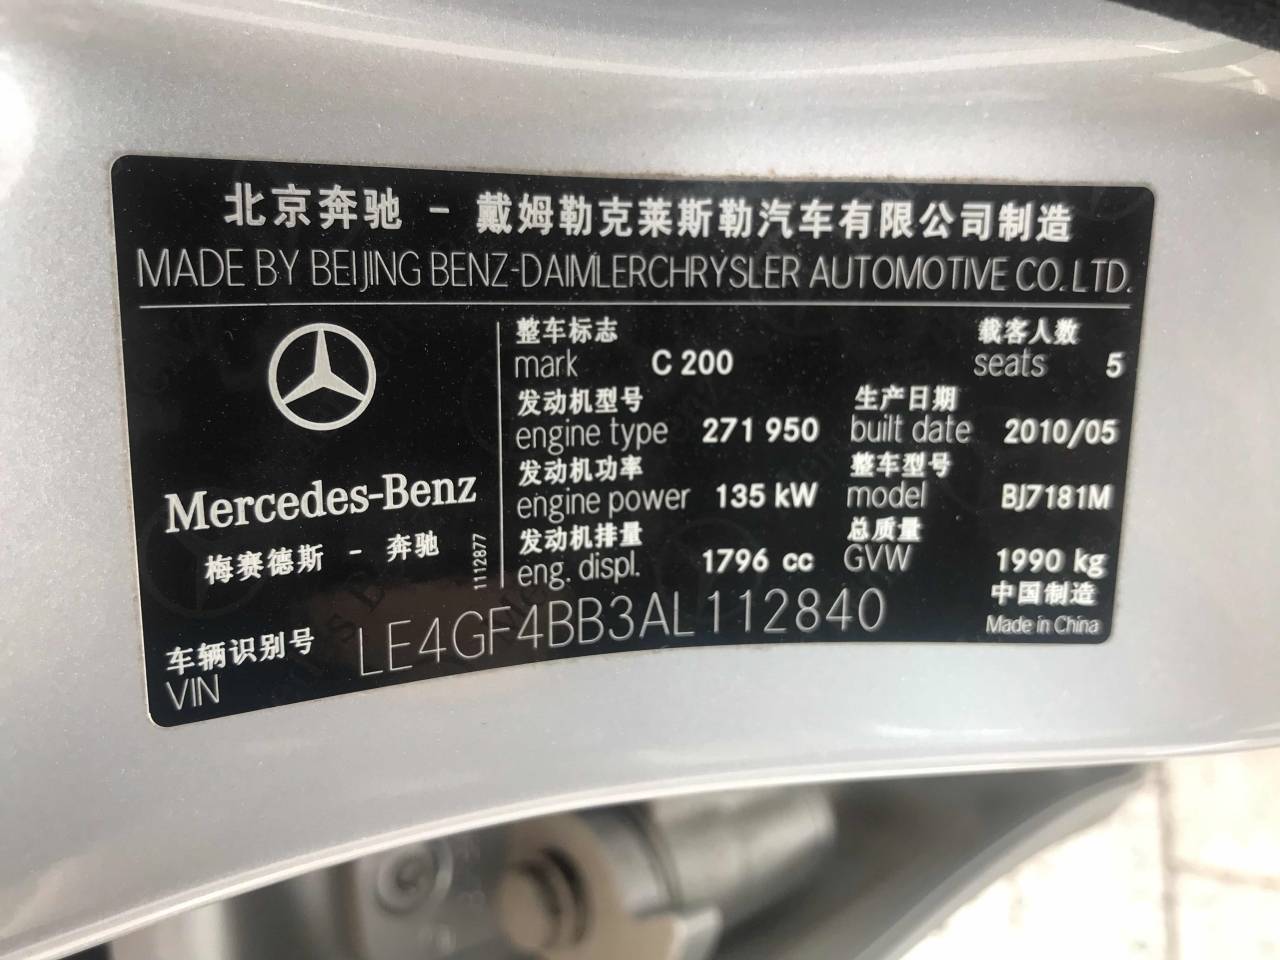 北京奔驰 - 戴姆勒克莱斯勒汽车有限公司制造
MADE BY BEIJING BENZ-DAIMLERCHRYSLER AUTOMOTIVE CO. LTD.
Mercedes-Benz
梅赛德斯 - 奔驰
1112877
整车标志 载客人数
mark C 200 seats 5
发动机型号 生产日期
engine type 271 950 built date 2010/05
发动机功率 整车型号
engine power 135 kW model BJ7181M
发动机排量 总质量
eng. displ. 1796 cc GVW 1990 kg
中国制造
Made in China
车辆识别号
VIN LE4GF4BB3AL112840